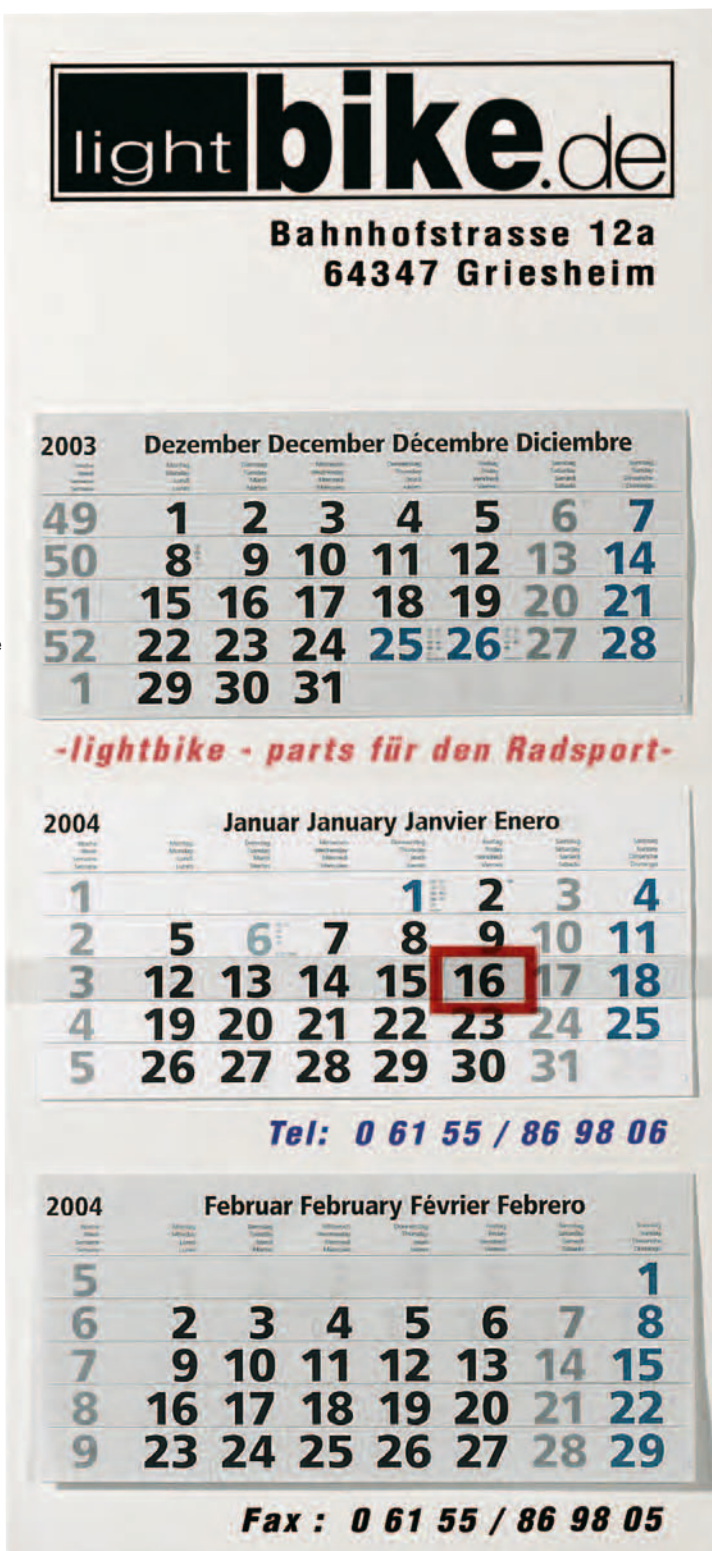 light bike.de
Bahnhofstrasse 12a
64347 Griesheim
2003 Dezember December Décembre Diciembre
49 1 2 3 4 5 6 7
50 8 9 10 11 12 13 14
51 15 16 17 18 19 20 21
52 22 23 24 25 26 27 28
1 29 30 31
-lightbike - parts für den Radsport-
2004 Januar January Janvier Enero
1 1 2 3 4
2 5 6 7 8 9 10 11
3 12 13 14 15 16 17 18
4 19 20 21 22 23 24 25
5 26 27 28 29 30 31
Tel: 0 61 55 / 86 98 06
2004 Februar February Février Febrero
5 1
6 2 3 4 5 6 7 8
7 9 10 11 12 13 14 15
8 16 17 18 19 20 21 22
9 23 24 25 26 27 28 29
Fax : 0 61 55 / 86 98 05